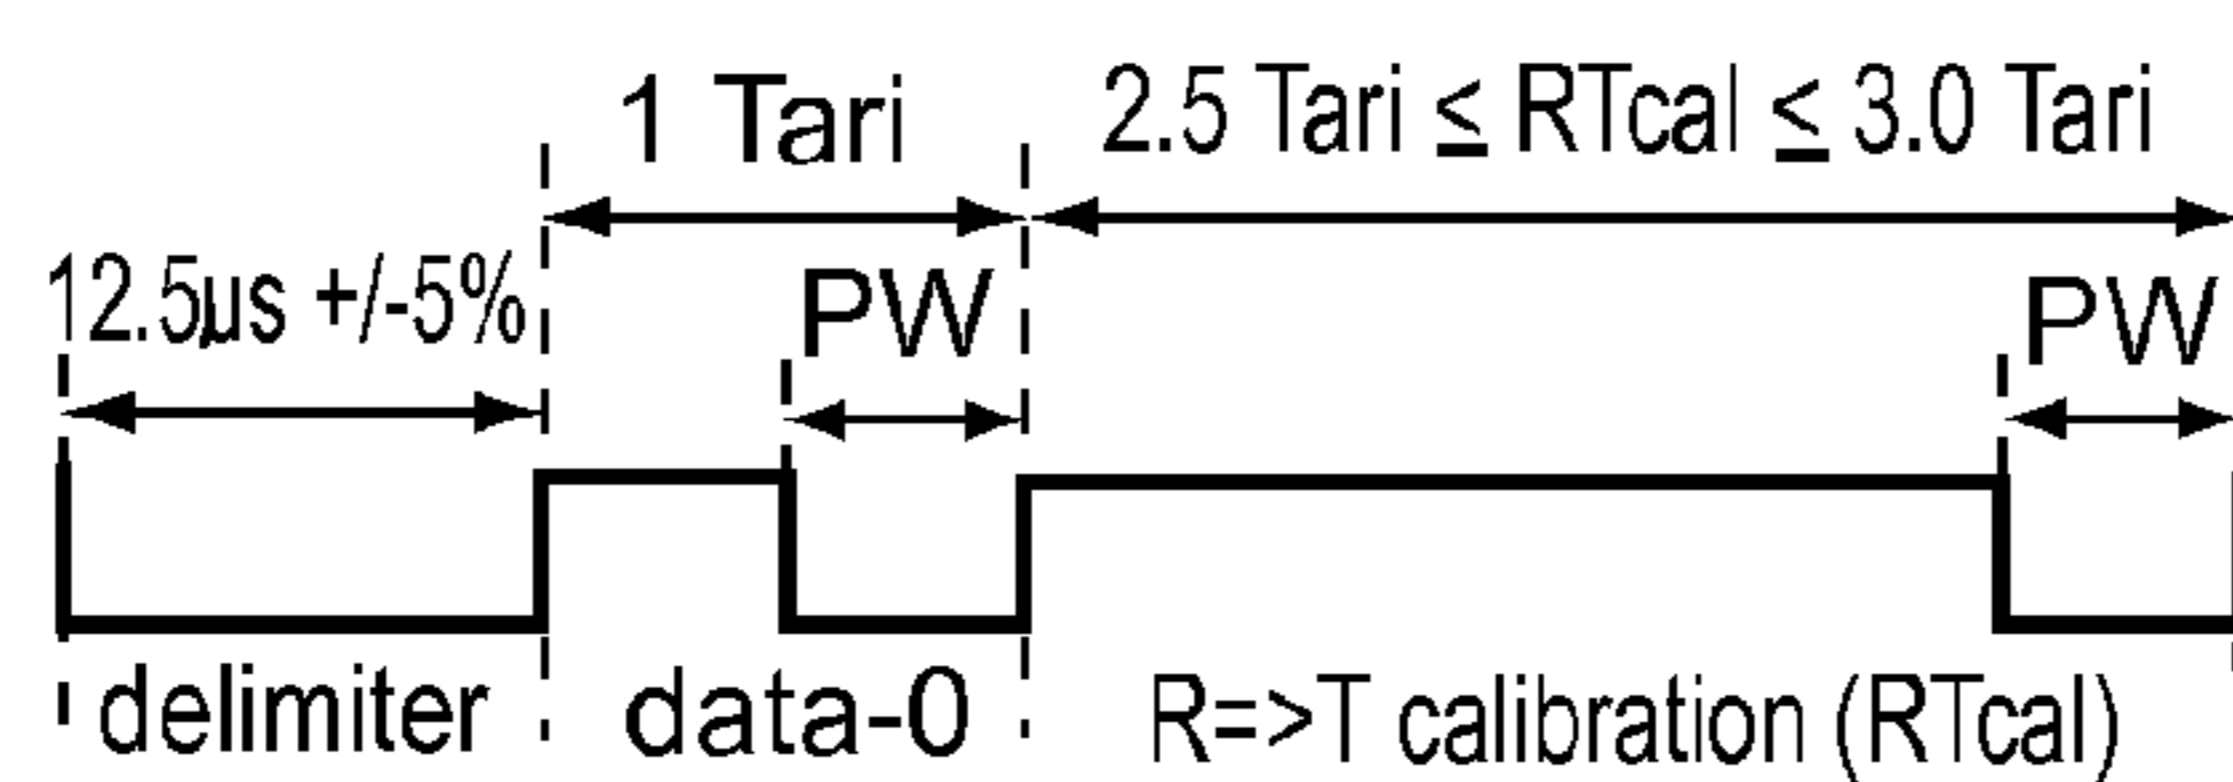 1 Tari
2.5 Tari ≤ RTcal ≤ 3.0 Tari
12.5µs +/-5%
PW
PW
delimiter
data-0
R=>T calibration (RTcal)